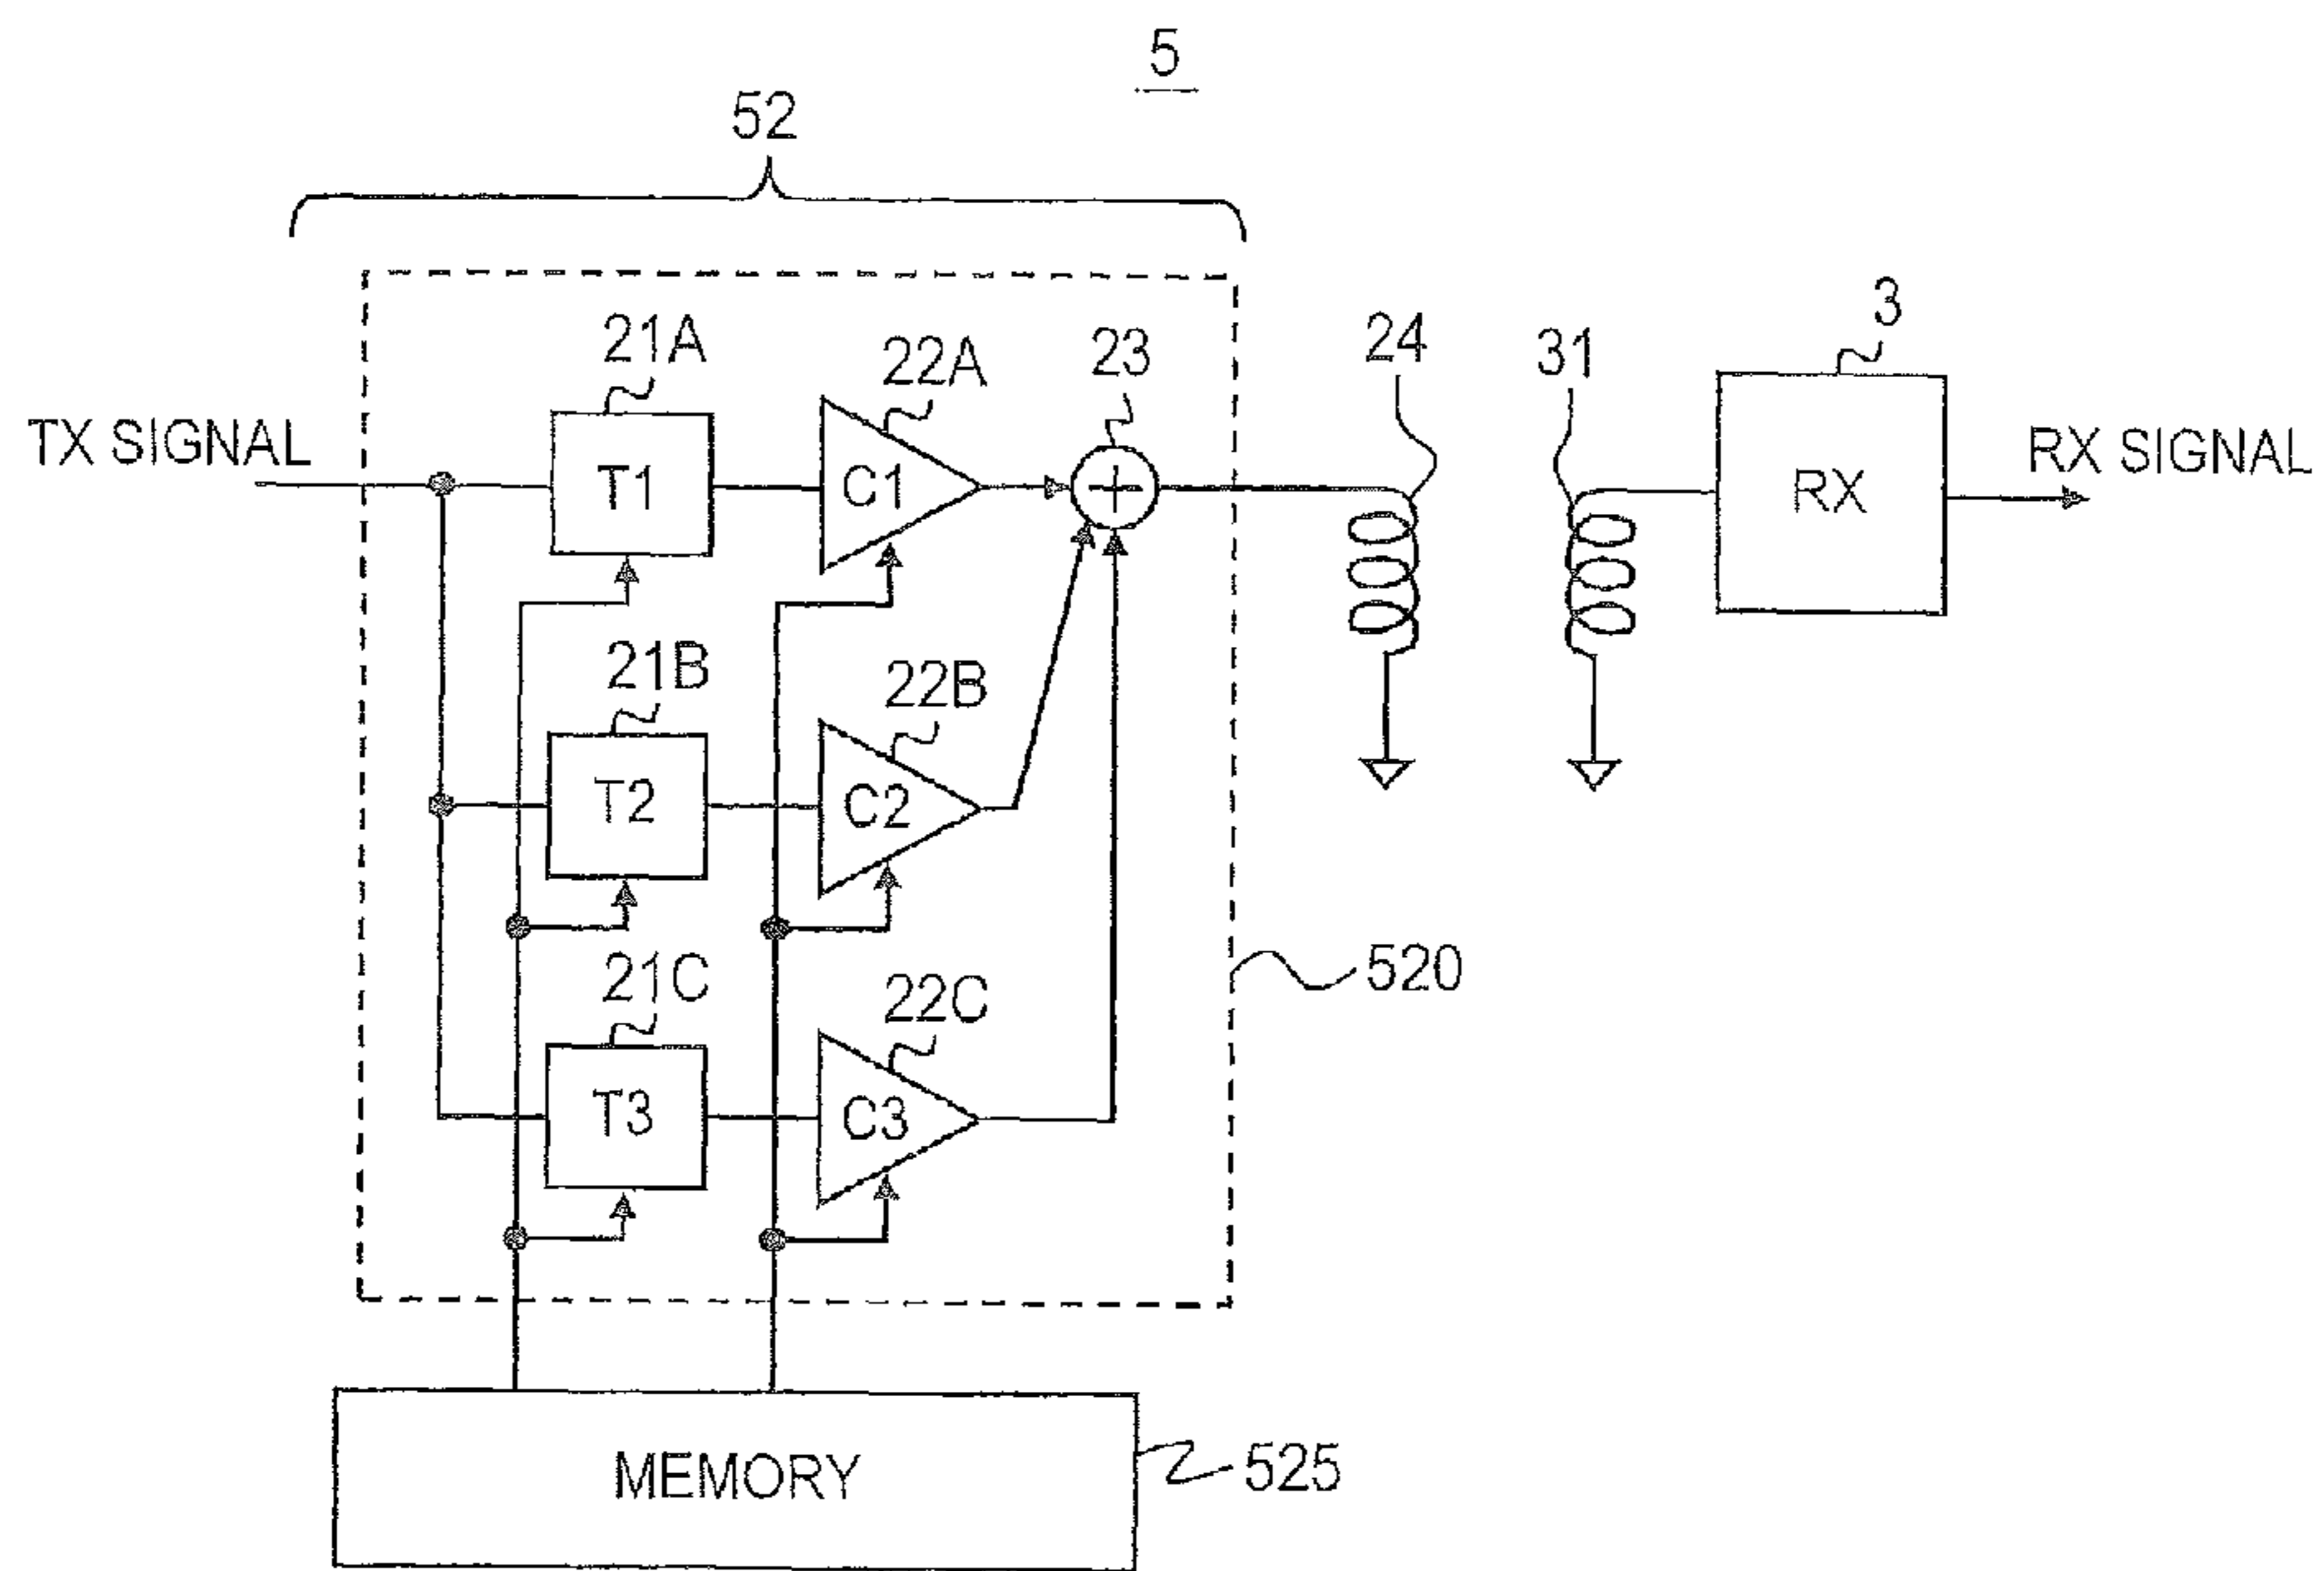 5
52
21A
22A
23
24
31
3
TX SIGNAL
T1
C1
RX
RX SIGNAL
21B
22B
T2
C2
21C
22C
520
T3
C3
MEMORY
525